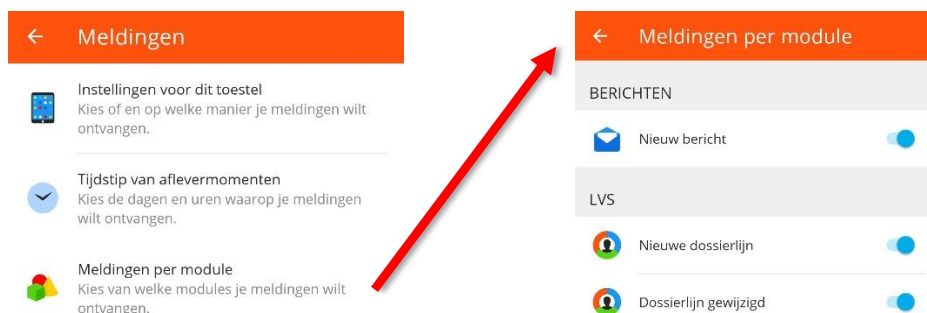 Meldingen
Instellingen voor dit toestel
Kies of en op welke manier je meldingen wilt
ontvangen.
Tijdstip van aflevermomenten
Kies de dagen en uren waarop je meldingen
wilt ontvangen.
Meldingen per module
Kies van welke modules je meldingen wilt
ontvangen.
Meldingen per module
BERICHTEN
Nieuw bericht
LVS
Nieuwe dossierlijn
Dossierlijn gewijzigd